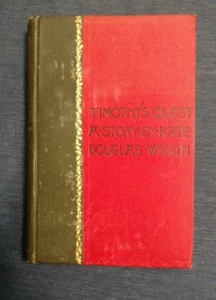 TIMOTHY'S QUEST
A·STORY·BY·KATE
DOUGLAS WIGGIN